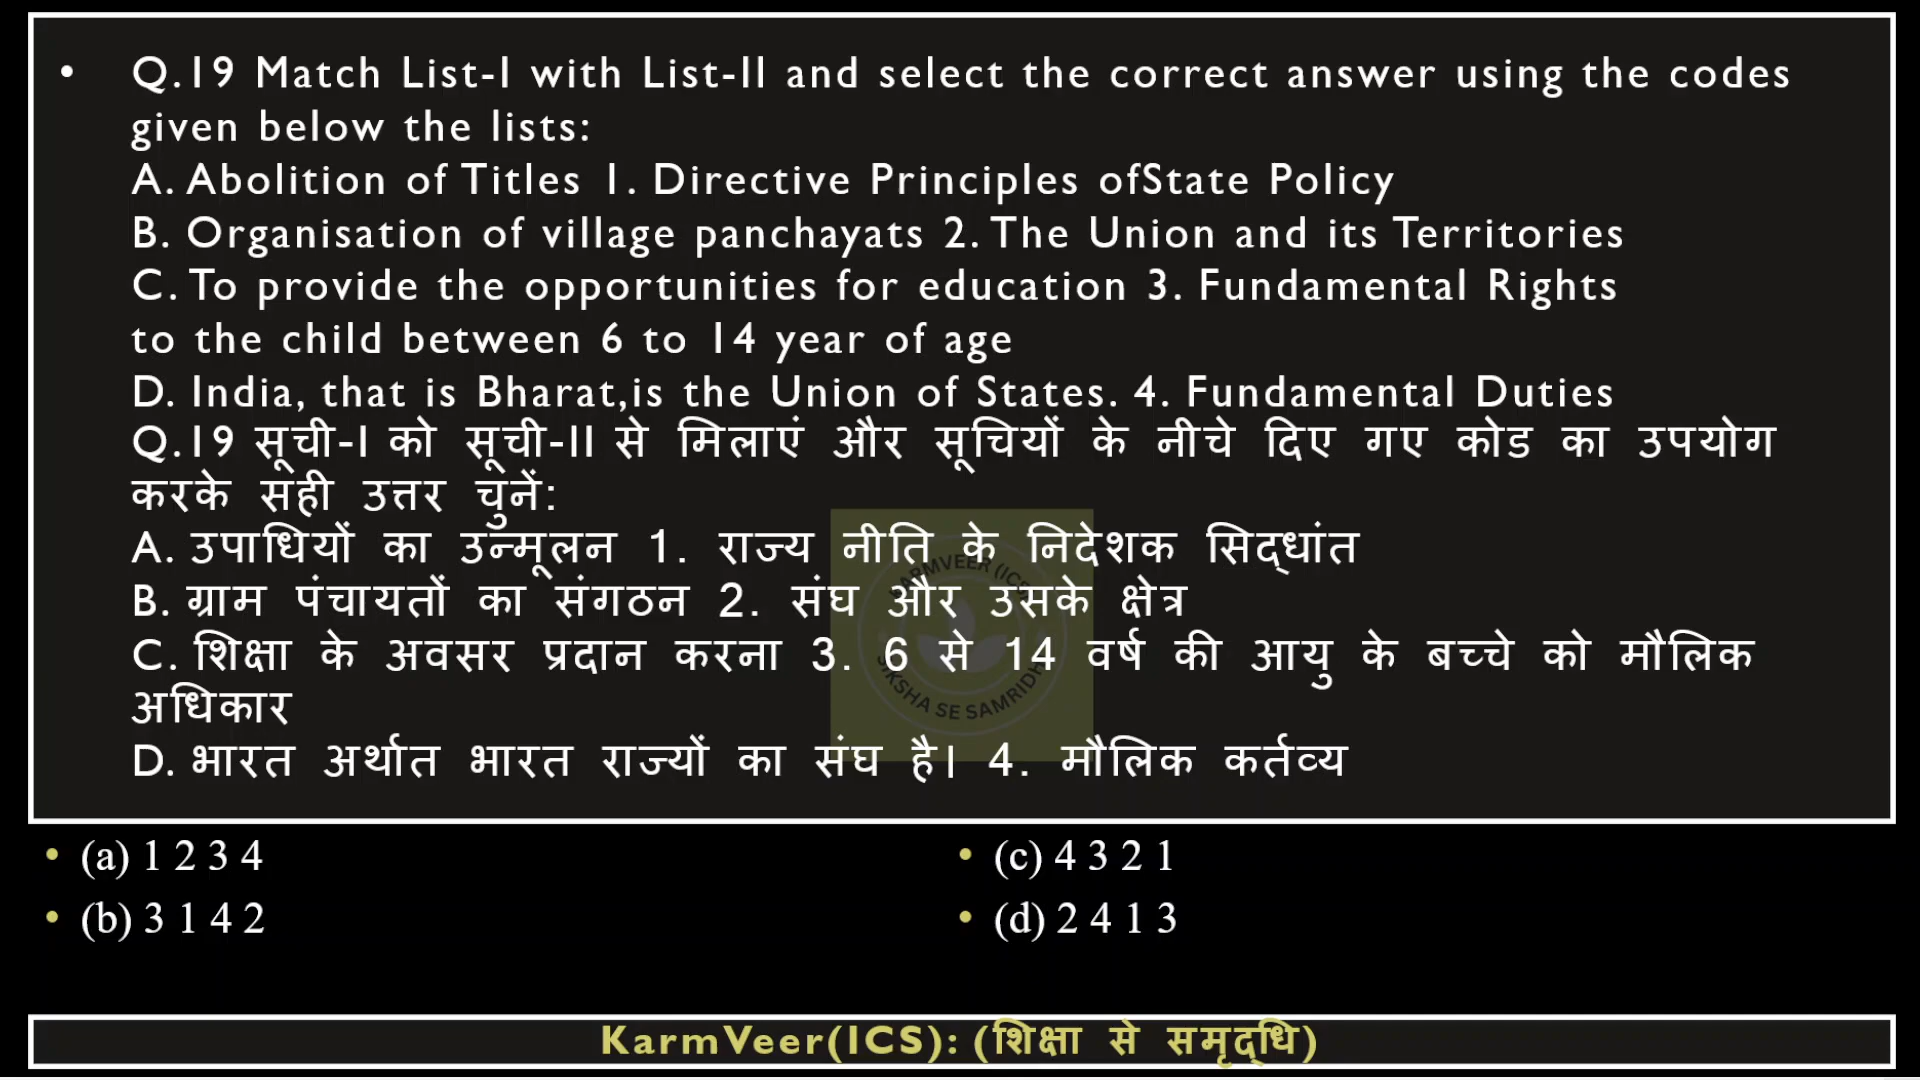 • Q.19 Match List-I with List-II and select the correct answer using the codes
given below the lists:
A. Abolition of Titles 1. Directive Principles ofState Policy
B. Organisation of village panchayats 2. The Union and its Territories
C. To provide the opportunities for education 3. Fundamental Rights
to the child between 6 to 14 year of age
D. India, that is Bharat,is the Union of States. 4. Fundamental Duties
Q.19 सूची-I को सूची-II से मिलाएं और सूचियों के नीचे दिए गए कोड का उपयोग
करके सही उत्तर चुनें:
A. उपाधियों का उन्मूलन 1. राज्य नीति के निदेशक सिद्धांत
B. ग्राम पंचायतों का संगठन 2. संघ और उसके क्षेत्र
C. शिक्षा के अवसर प्रदान करना 3. 6 से 14 वर्ष की आयु के बच्चे को मौलिक
अधिकार
D. भारत अर्थात भारत राज्यों का संघ है। 4. मौलिक कर्तव्य
KARMVEER (ICS)
SIKSHA SE SAMRIDHI
• (a) 1 2 3 4
• (b) 3 1 4 2
• (c) 4 3 2 1
• (d) 2 4 1 3
KarmVeer(ICS): (शिक्षा से समृद्धि)